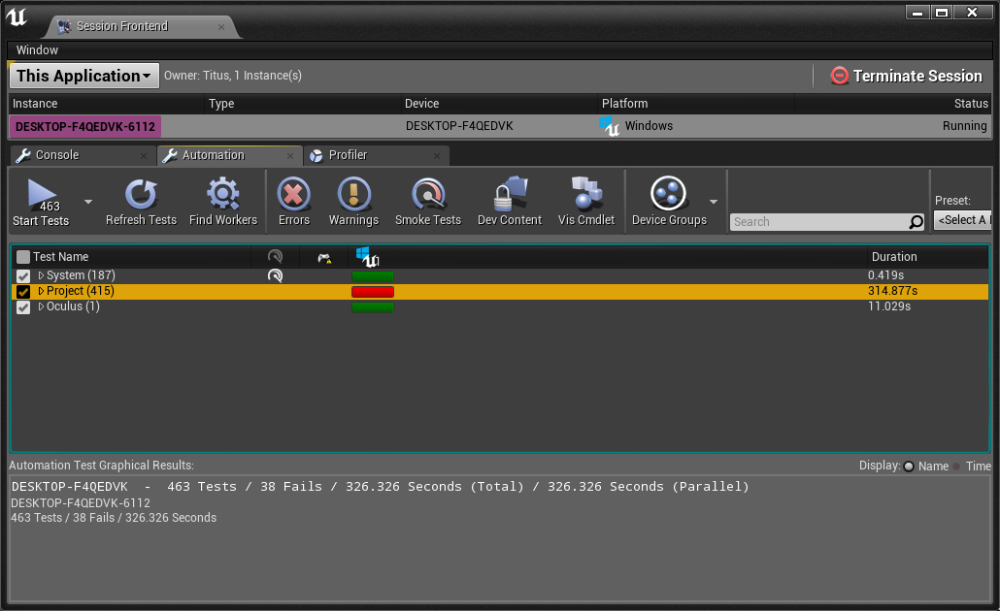 Session Frontend
Window
This Application Owner: Titus, 1 Instance(s) Terminate Session
Instance Type Device Platform Status
DESKTOP-F4QEDVK-6112 DESKTOP-F4QEDVK Windows Running
Console Automation Profiler
463
Start Tests Refresh Tests Find Workers Errors Warnings Smoke Tests Dev Content Vis Cmdlet Device Groups Search Preset:
<Select A
Test Name Duration
System (187) 0.419s
Project (415) 314.877s
Oculus (1) 11.029s
Automation Test Graphical Results: Display: Name Time
DESKTOP-F4QEDVK - 463 Tests / 38 Fails / 326.326 Seconds (Total) / 326.326 Seconds (Parallel)
DESKTOP-F4QEDVK-6112
463 Tests / 38 Fails / 326.326 Seconds